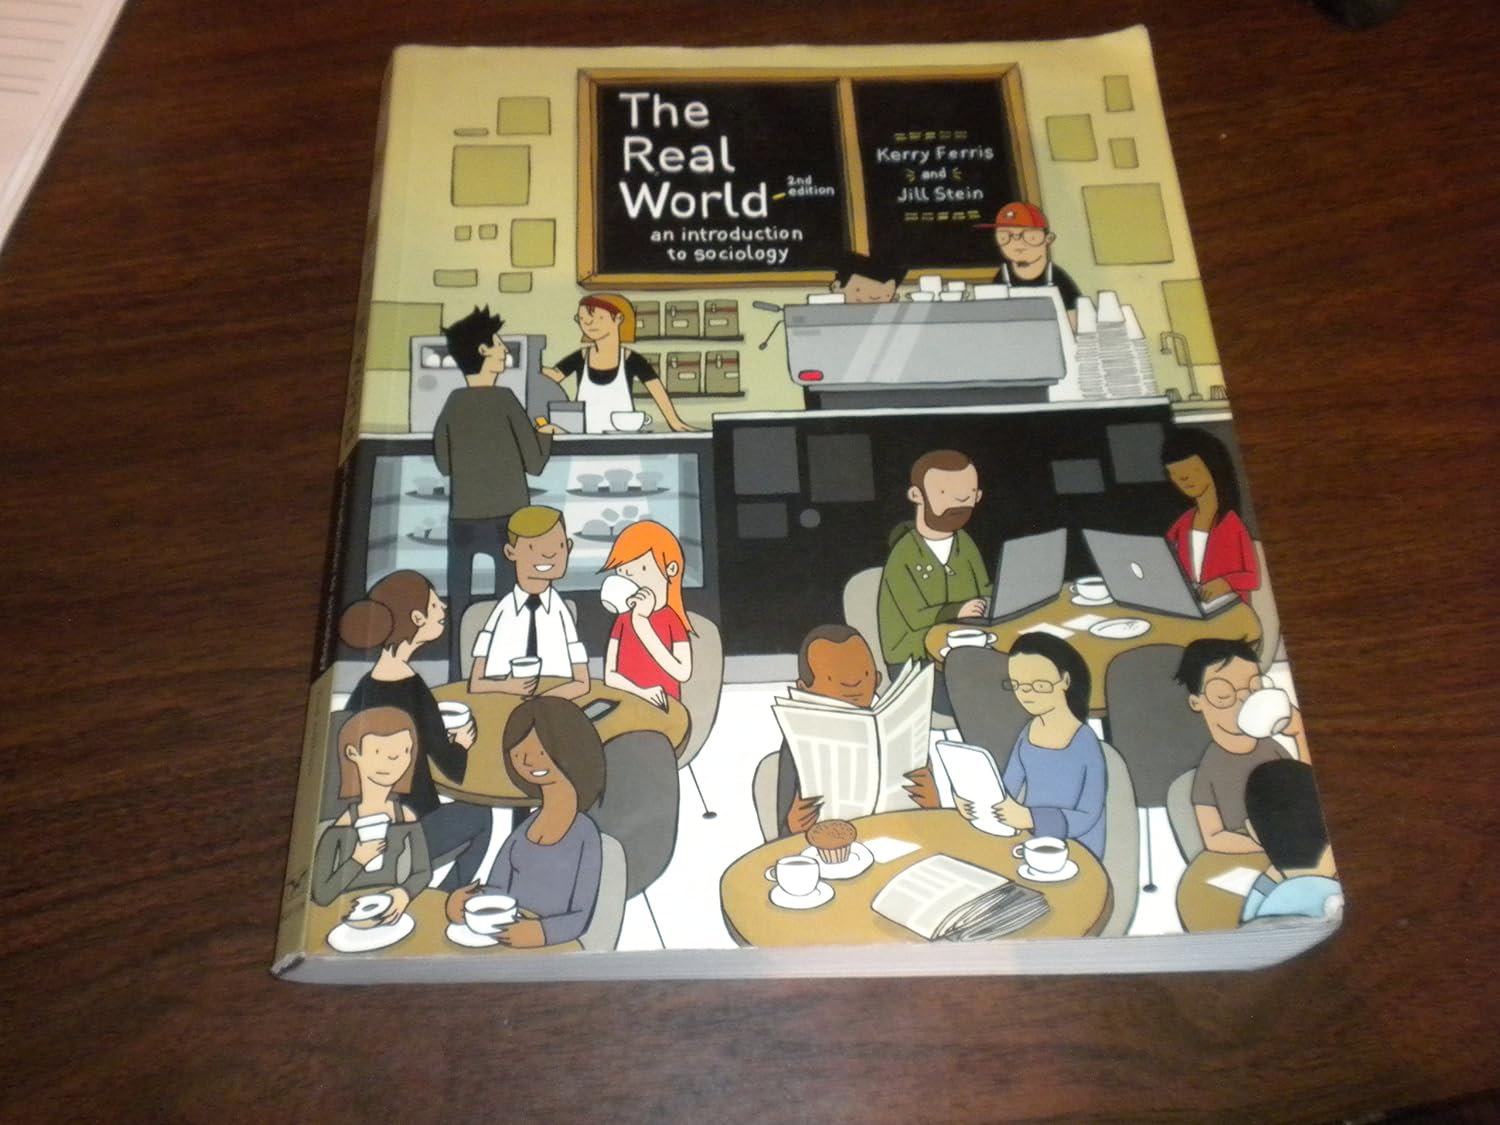 The
Real
World
2nd
edition
an introduction
to sociology
Kerry Ferris
and
Jill Stein